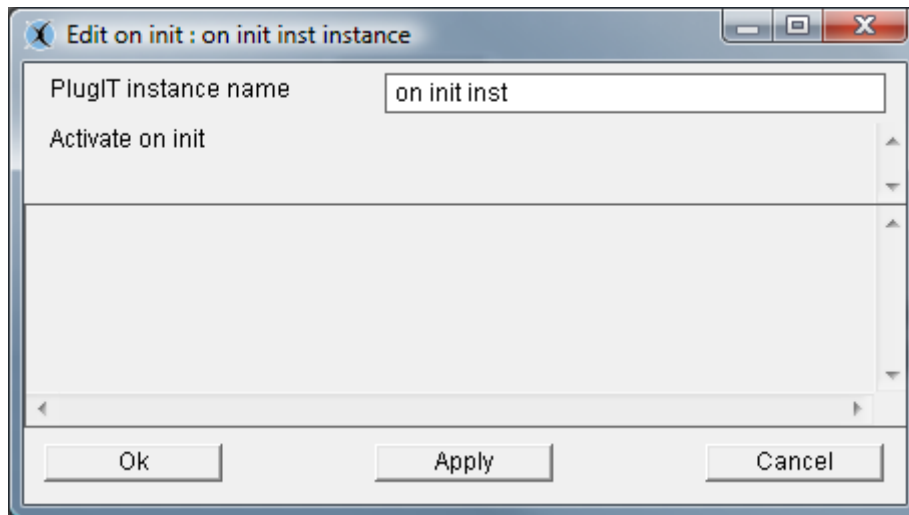 Edit on init : on init inst instance
PlugIT instance name
on init inst
Activate on init
Ok
Apply
Cancel